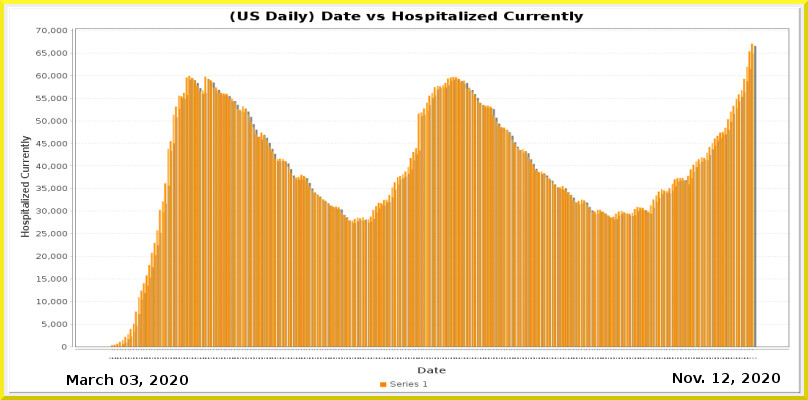 (US Daily) Date vs Hospitalized Currently
70,000
65,000
60,000
55,000
50,000
45,000
40,000
35,000
30,000
25,000
20,000
15,000
10,000
5,000
0
Hospitalized Currently
Date
March 03, 2020
Nov. 12, 2020
Series 1